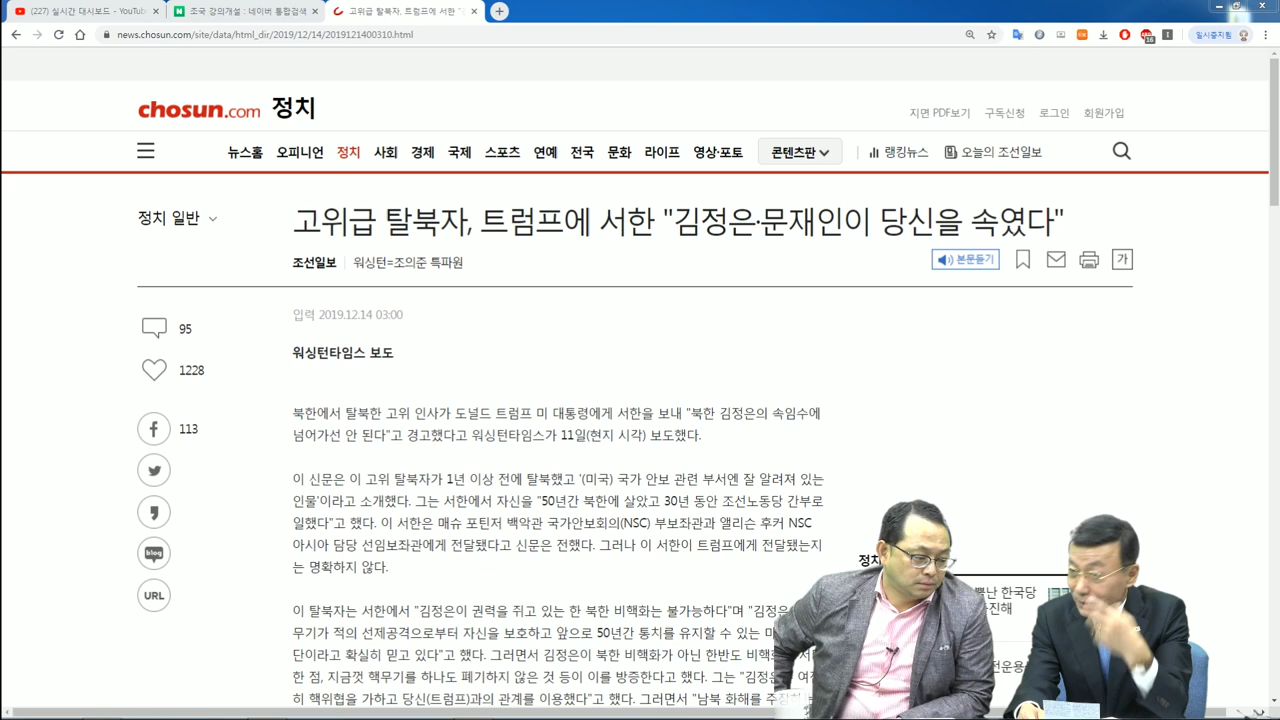 (227) 실시간 대시보드 - YouTube
조국 강의개설 : 네이버 통합검색
고위급 탈북자, 트럼프에 서한 "
news.chosun.com/site/data/html_dir/2019/12/14/2019121400310.html
일시중지됨
chosun.com 정치
지면 PDF보기 구독신청 로그인 회원가입
뉴스홈 오피니언 정치 사회 경제 국제 스포츠 연예 전국 문화 라이프 영상·포토 콘텐츠판 랭킹뉴스 오늘의 조선일보
정치 일반
고위급 탈북자, 트럼프에 서한 "김정은·문재인이 당신을 속였다"
조선일보 워싱턴=조의준 특파원
본문듣기 가
입력 2019.12.14 03:00
95
워싱턴타임스 보도
1228
북한에서 탈북한 고위 인사가 도널드 트럼프 미 대통령에게 서한을 보내 "북한 김정은의 속임수에
넘어가선 안 된다"고 경고했다고 워싱턴타임스가 11일(현지 시각) 보도했다.
113
이 신문은 이 고위 탈북자가 1년 이상 전에 탈북했고 '(미국) 국가 안보 관련 부서엔 잘 알려져 있는
인물'이라고 소개했다. 그는 서한에서 자신을 "50년간 북한에 살았고 30년 동안 조선노동당 간부로
일했다"고 했다. 이 서한은 매슈 포틴저 백악관 국가안보회의(NSC) 부보좌관과 앨리슨 후커 NSC
아시아 담당 선임보좌관에게 전달됐다고 신문은 전했다. 그러나 이 서한이 트럼프에게 전달됐는지
는 명확하지 않다.
blog
URL
정치
뿐난 한국당
이 탈북자는 서한에서 "김정은이 권력을 쥐고 있는 한 북한 비핵화는 불가능하다"며 "김정은
무기가 적의 선제공격으로부터 자신을 보호하고 앞으로 50년간 통치를 유지할 수 있는
단이라고 확실히 믿고 있다"고 했다. 그러면서 김정은이 북한 비핵화가 아닌 한반도 비핵화
한 점, 지금껏 핵무기를 하나도 폐기하지 않은 것 등이 이를 방증한다고 했다. 그는 "김정은
히 핵위협을 가하고 당신(트럼프)과의 관계를 이용했다"고 했다. 그러면서 "남북 화해를